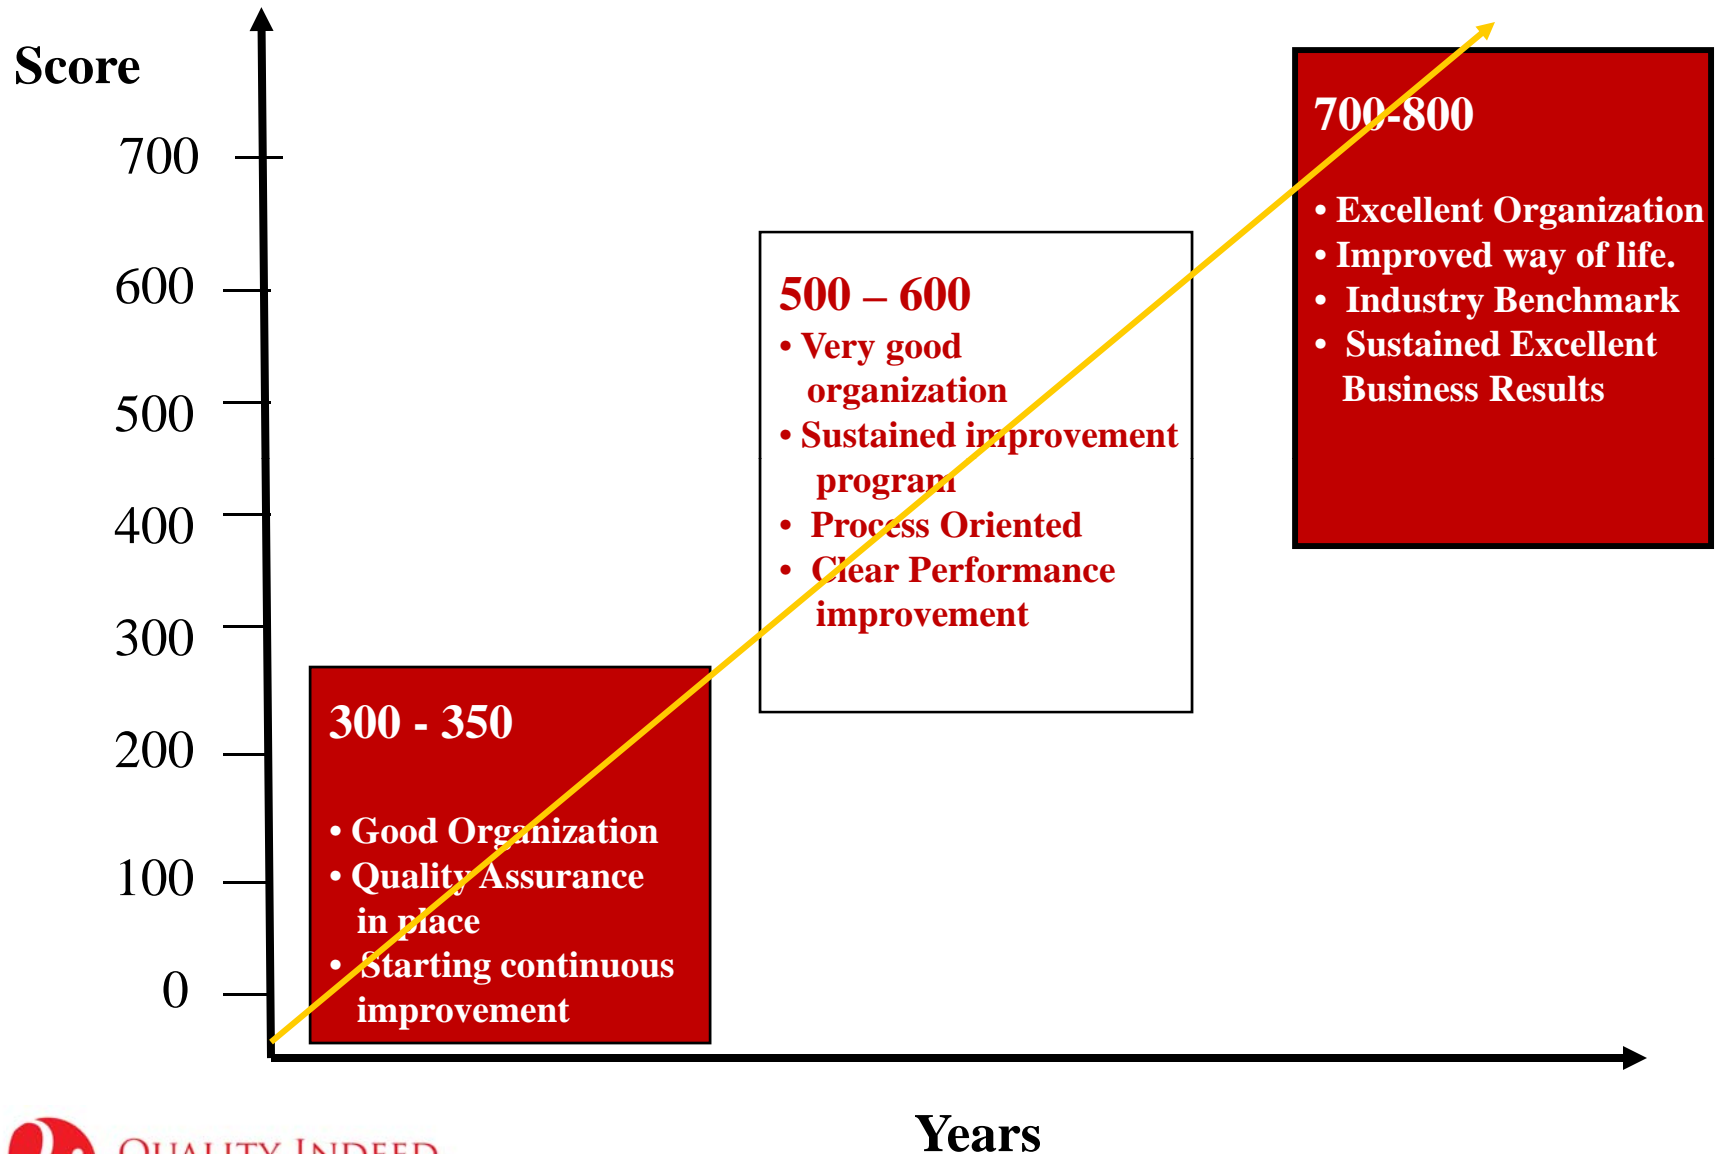 Score
700
600
500
400
300
200
100
0
700-800
• Excellent Organization
• Improved way of life.
• Industry Benchmark
• Sustained Excellent
Business Results
500 – 600
• Very good
organization
• Sustained improvement
program
• Process Oriented
• Clear Performance
improvement
300 - 350
• Good Organization
• Quality Assurance
in place
• Starting continuous
improvement
Years
QUALITY INDEED